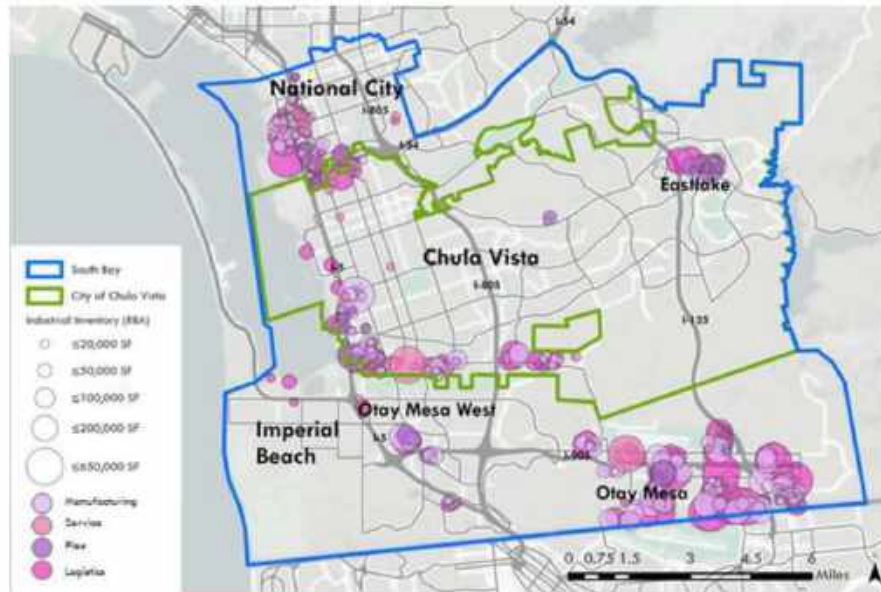 I-54
National City
I-805
I-54
Eastlake
Chula Vista
I-5
I-805
I-125
South Bay
City of Chula Vista
Industrial Inventory (RBA)
≤20,000 SF
≤50,000 SF
≤100,000 SF
≤200,000 SF
≤650,000 SF
Manufacturing
Service
Flex
Logistics
Otay Mesa West
Imperial
Beach
I-5
I-905
Otay Mesa
0 0.75 1.5 3 4.5 6
Miles